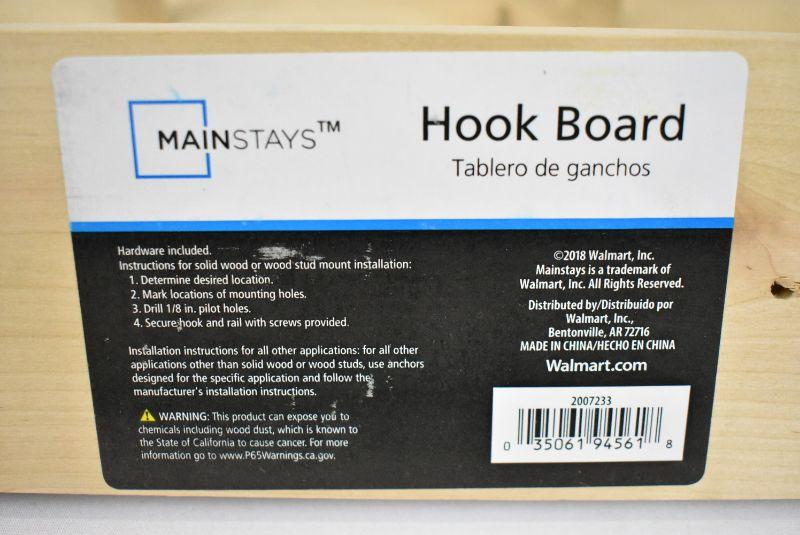 MAINSTAYS™
Hook Board
Tablero de ganchos
Hardware included.
Instructions for solid wood or wood stud mount installation:
1. Determine desired location.
2. Mark locations of mounting holes.
3. Drill 1/8 in. pilot holes.
4. Secure hook and rail with screws provided.
Installation instructions for all other applications: for all other
applications other than solid wood or wood studs, use anchors
designed for the specific application and follow the
manufacturer's installation instructions.
WARNING: This product can expose you to
chemicals including wood dust, which is known to
the State of California to cause cancer. For more
information go to www.P65Warnings.ca.gov.
©2018 Walmart, Inc.
Mainstays is a trademark of
Walmart, Inc. All Rights Reserved.
Distributed by/Distribuido por
Walmart, Inc.,
Bentonville, AR 72716
MADE IN CHINA/HECHO EN CHINA
Walmart.com
2007233
0 35061 94561 8